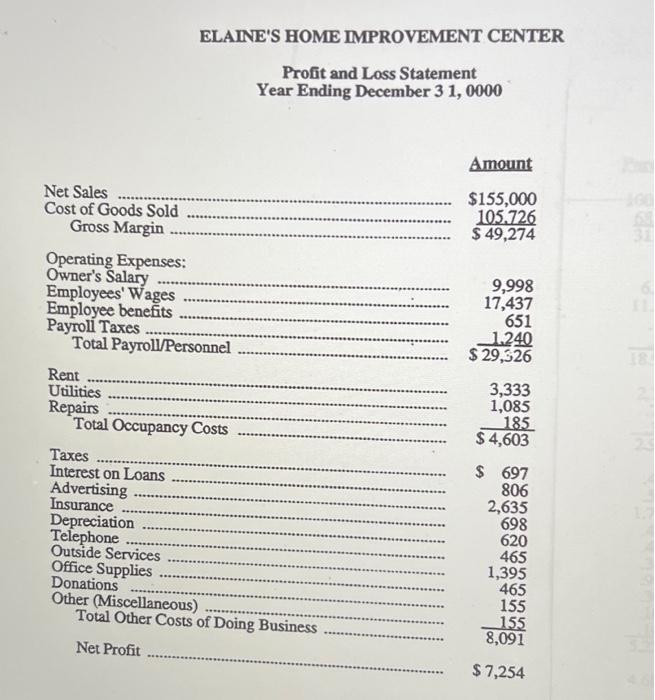 ELAINE'S HOME IMPROVEMENT CENTER
Profit and Loss Statement
Year Ending December 3 1, 0000
Amount
Net Sales ........ $155,000
Cost of Goods Sold ........ 105,726
Gross Margin ........ $ 49,274
Operating Expenses:
Owner's Salary ........ 9,998
Employees' Wages ........ 17,437
Employee benefits ........ 651
Payroll Taxes ........ 1,240
Total Payroll/Personnel ........ $ 29,326
Rent ........ 3,333
Utilities ........ 1,085
Repairs ........ 185
Total Occupancy Costs ........ $ 4,603
Taxes ........ $ 697
Interest on Loans ........ 806
Advertising ........ 2,635
Insurance ........ 698
Depreciation ........ 620
Telephone ........ 465
Outside Services ........ 1,395
Office Supplies ........ 465
Donations ........ 155
Other (Miscellaneous) ........ 155
Total Other Costs of Doing Business ........ 8,091
Net Profit ........ $ 7,254